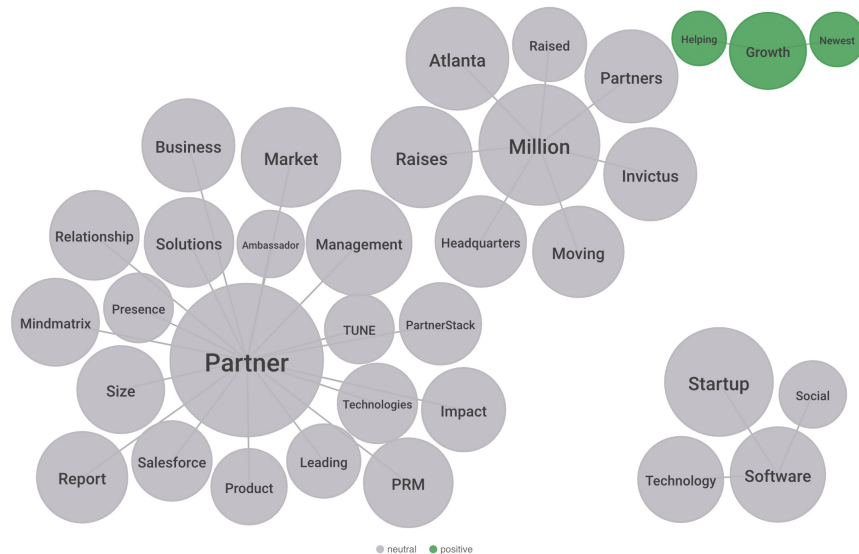 Helping
Growth
Newest
Atlanta
Raised
Partners
Million
Raises
Invictus
Headquarters
Moving
Business
Market
Relationship
Solutions
Ambassador
Management
Mindmatrix
Presence
TUNE
PartnerStack
Partner
Size
Technologies
Impact
Report
Salesforce
Product
Leading
PRM
Startup
Social
Technology
Software
neutral
positive